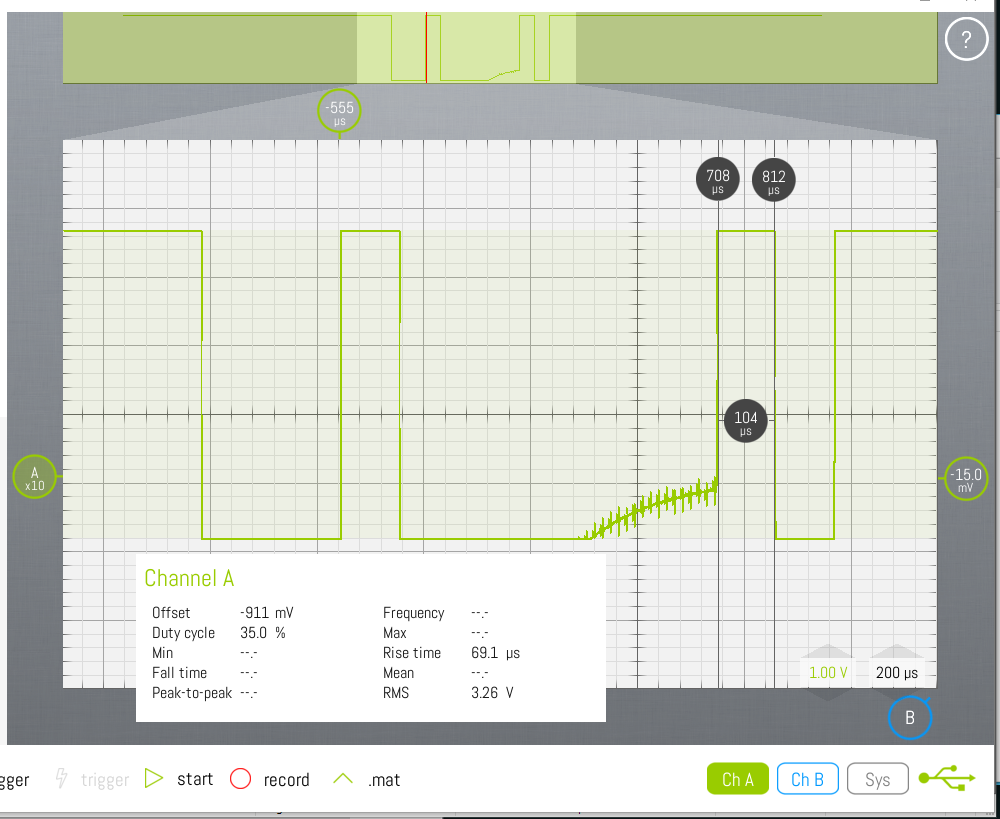 ?
-555
µs
708
µs
812
µs
104
µs
A
x10
-15.0
mV
Channel A
Offset -911 mV Frequency --.-
Duty cycle 35.0 % Max --.-
Min --.- Rise time 69.1 µs
Fall time --.- Mean --.-
Peak-to-peak --.- RMS 3.26 V
1.00 V 200 µs
B
gger trigger start record .mat Ch A Ch B Sys